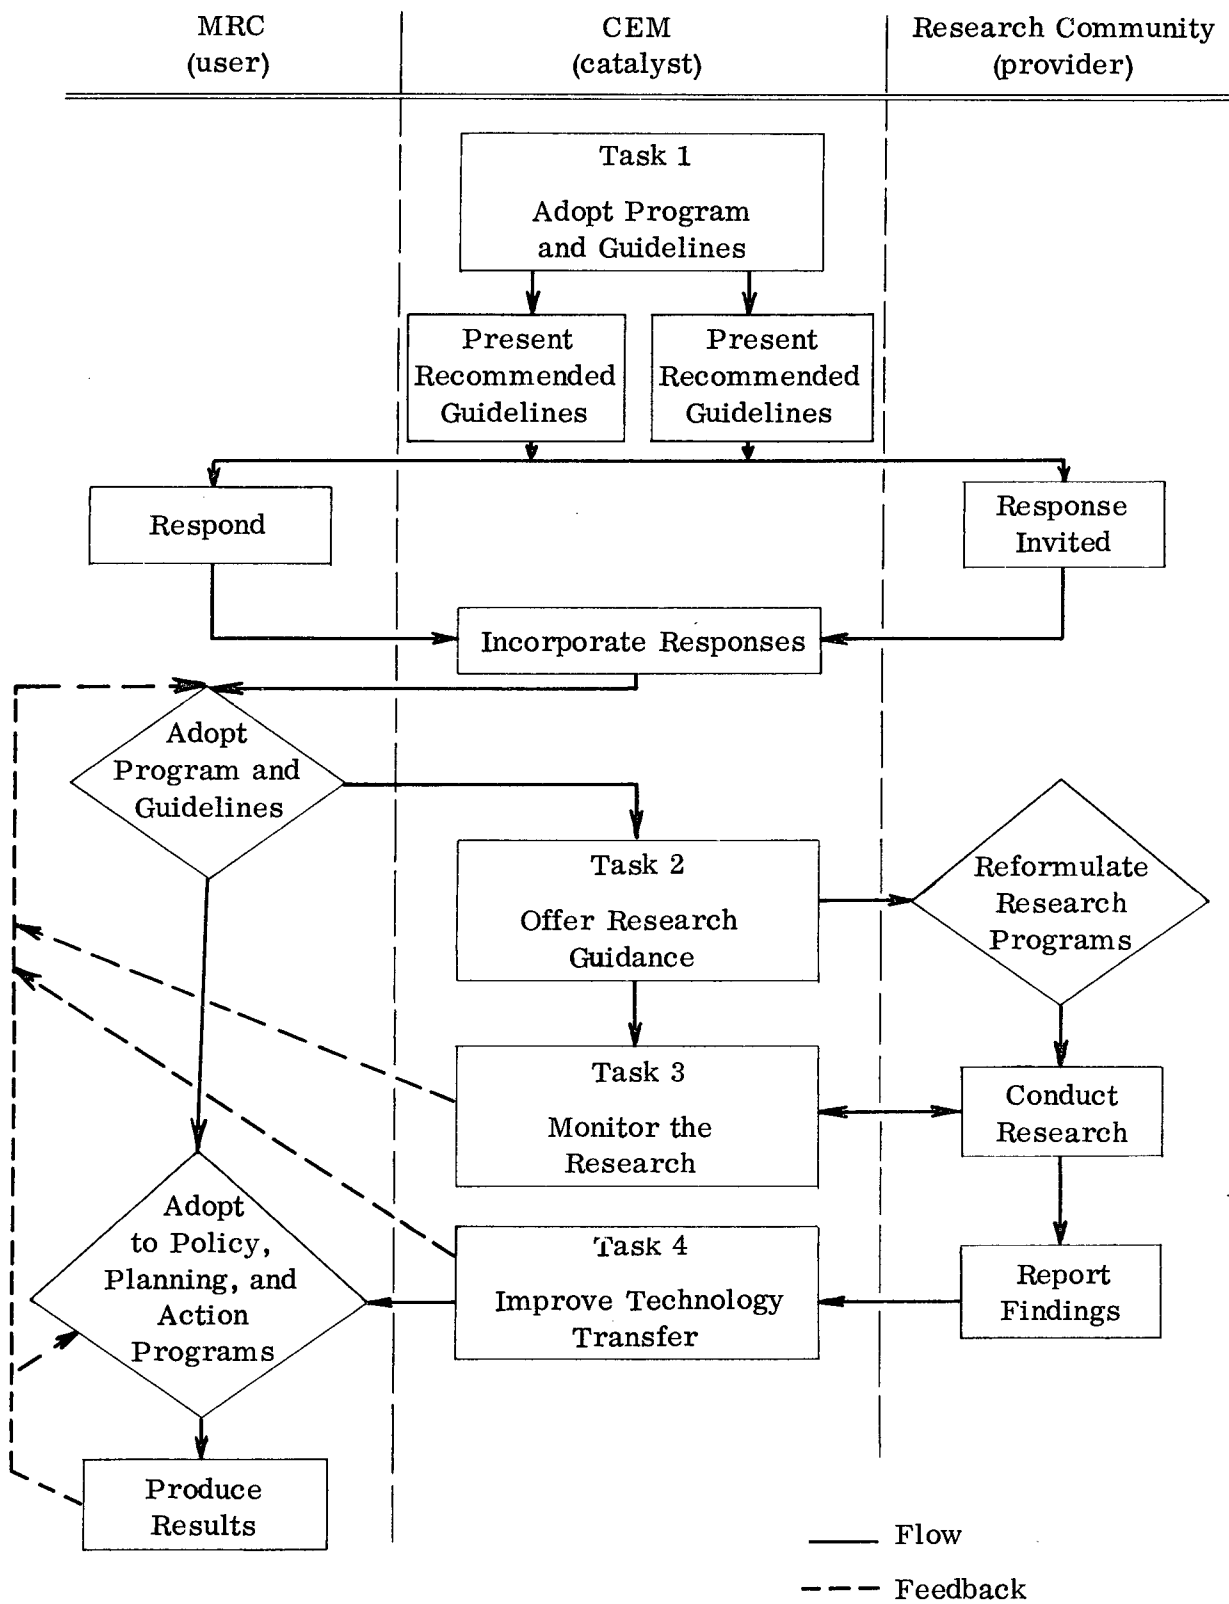 MRC
(user)
CEM
(catalyst)
Research Community
(provider)
Task 1
Adopt Program
and Guidelines
Present
Recommended
Guidelines
Present
Recommended
Guidelines
Respond
Response
Invited
Incorporate Responses
Adopt
Program and
Guidelines
Task 2
Offer Research
Guidance
Reformulate
Research
Programs
Task 3
Monitor the
Research
Conduct
Research
Adopt
to Policy,
Planning, and
Action
Programs
Task 4
Improve Technology
Transfer
Report
Findings
Produce
Results
Flow
Feedback